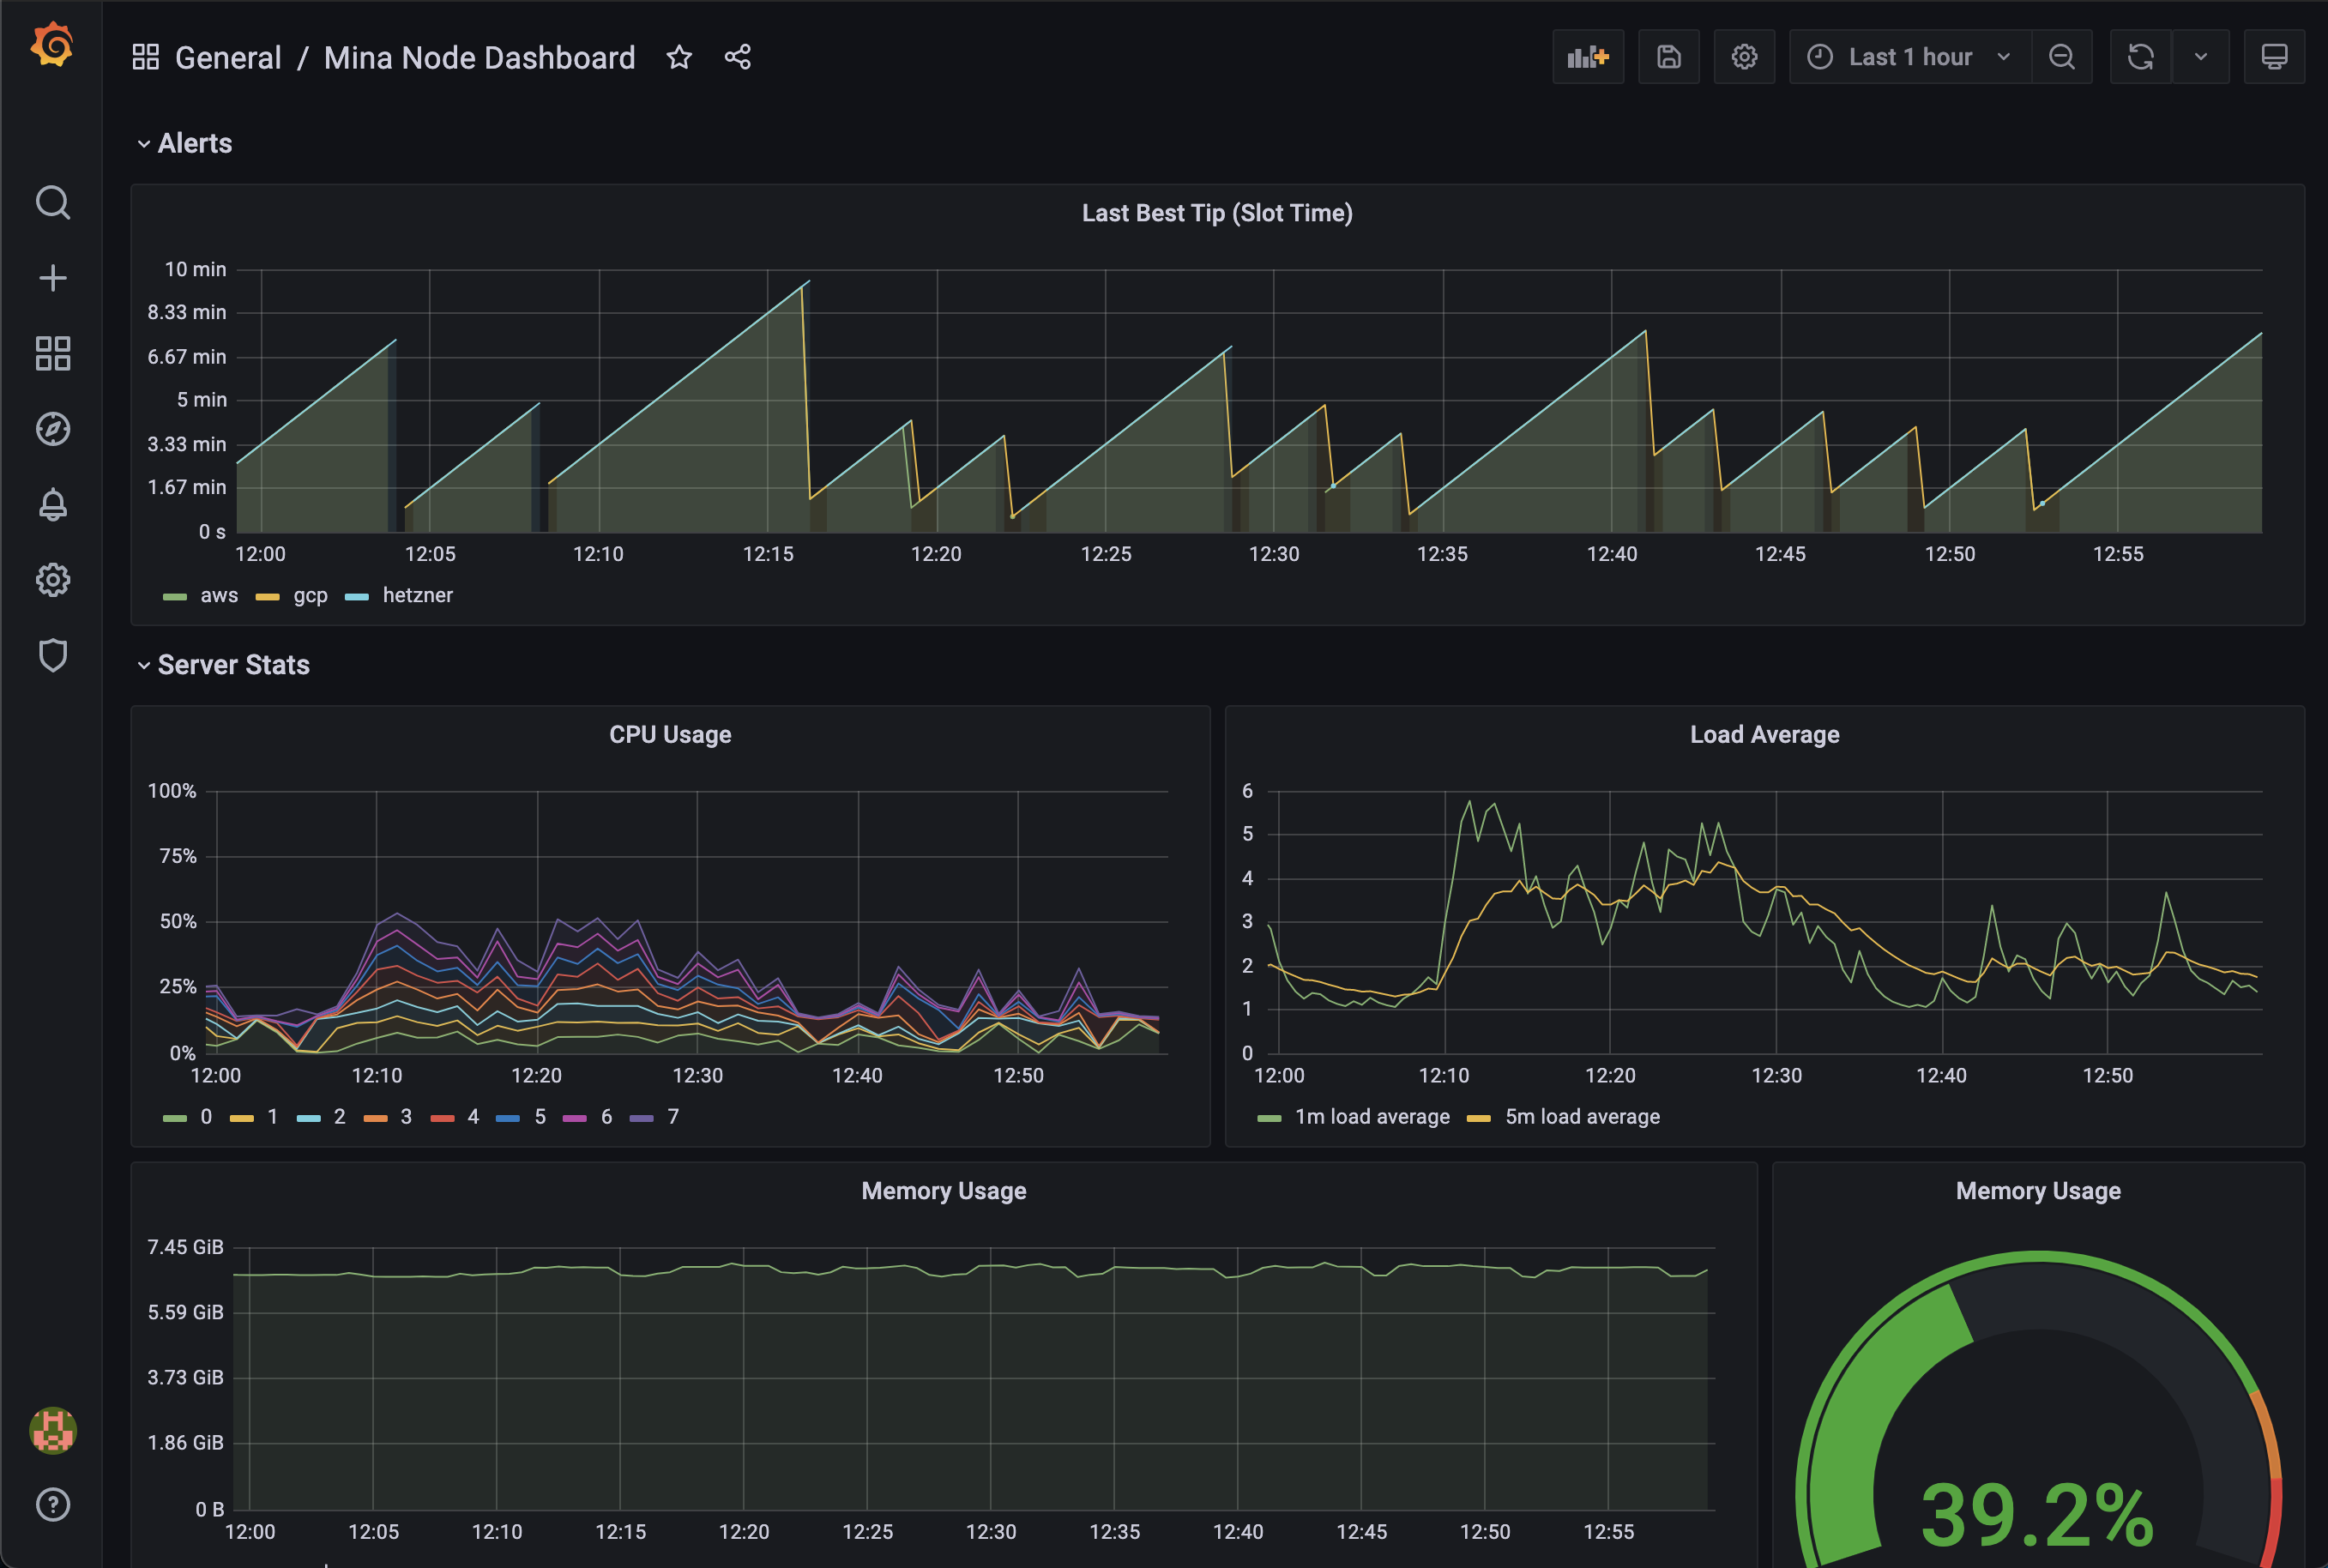 General / Mina Node Dashboard
Last 1 hour
Alerts
Last Best Tip (Slot Time)
10 min
8.33 min
6.67 min
5 min
3.33 min
1.67 min
0 s
12:00 12:05 12:10 12:15 12:20 12:25 12:30 12:35 12:40 12:45 12:50 12:55
aws gcp hetzner
Server Stats
CPU Usage
100%
75%
50%
25%
0%
12:00 12:10 12:20 12:30 12:40 12:50
0 1 2 3 4 5 6 7
Load Average
6
5
4
3
2
1
0
12:00 12:10 12:20 12:30 12:40 12:50
1m load average 5m load average
Memory Usage
7.45 GiB
5.59 GiB
3.73 GiB
1.86 GiB
0 B
12:00 12:05 12:10 12:15 12:20 12:25 12:30 12:35 12:40 12:45 12:50 12:55
Memory Usage
39.2%